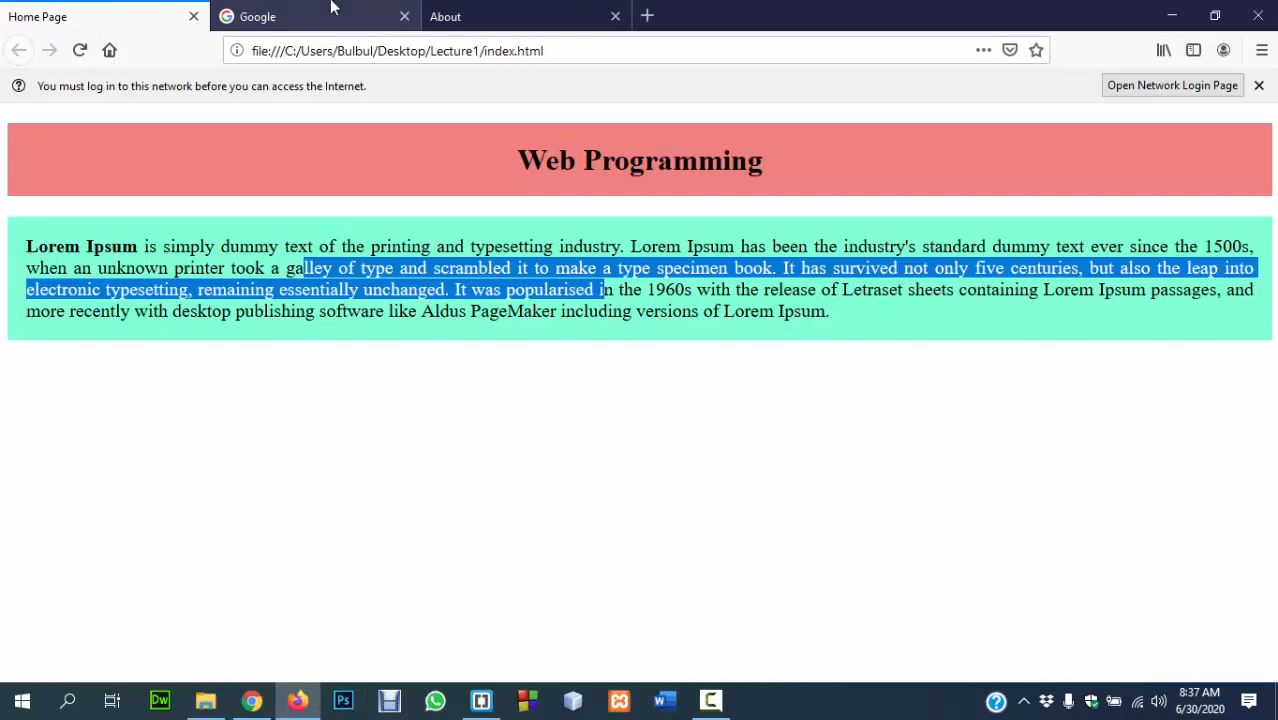 Home Page
Google
About
file:///C:/Users/Bulbul/Desktop/Lecture1/index.html
You must log in to this network before you can access the Internet.
Open Network Login Page
Web Programming
Lorem Ipsum is simply dummy text of the printing and typesetting industry. Lorem Ipsum has been the industry's standard dummy text ever since the 1500s,
when an unknown printer took a galley of type and scrambled it to make a type specimen book. It has survived not only five centuries, but also the leap into
electronic typesetting, remaining essentially unchanged. It was popularised in the 1960s with the release of Letraset sheets containing Lorem Ipsum passages, and
more recently with desktop publishing software like Aldus PageMaker including versions of Lorem Ipsum.
Dw
Ps
8:37 AM
6/30/2020